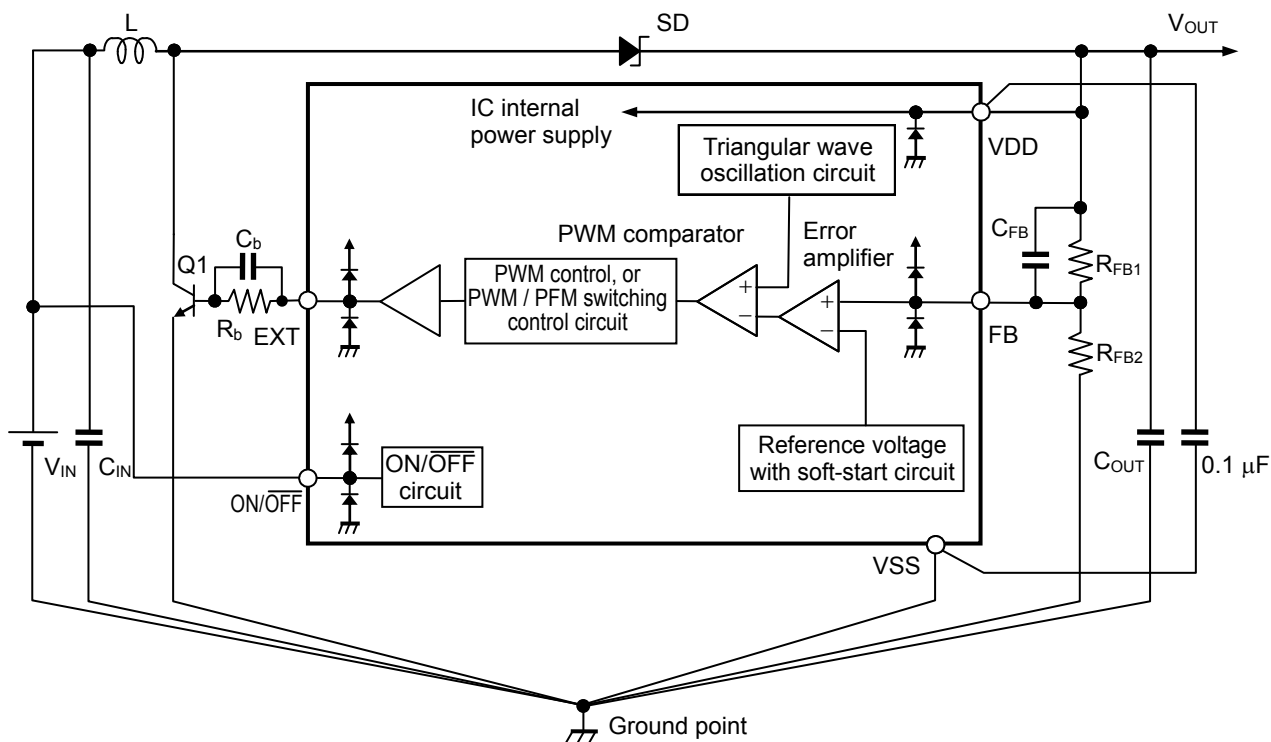 L
SD
VOUT
IC internal
power supply
VDD
Triangular wave
oscillation circuit
CFB
Cb
Q1
PWM comparator
Error
amplifier
RFB1
PWM control, or
PWM / PFM switching
control circuit
+
−
+
−
Rb
EXT
FB
RFB2
VIN
CIN
ON/OFF
ON/OFF
circuit
Reference voltage
with soft-start circuit
COUT
0.1 µF
VSS
Ground point